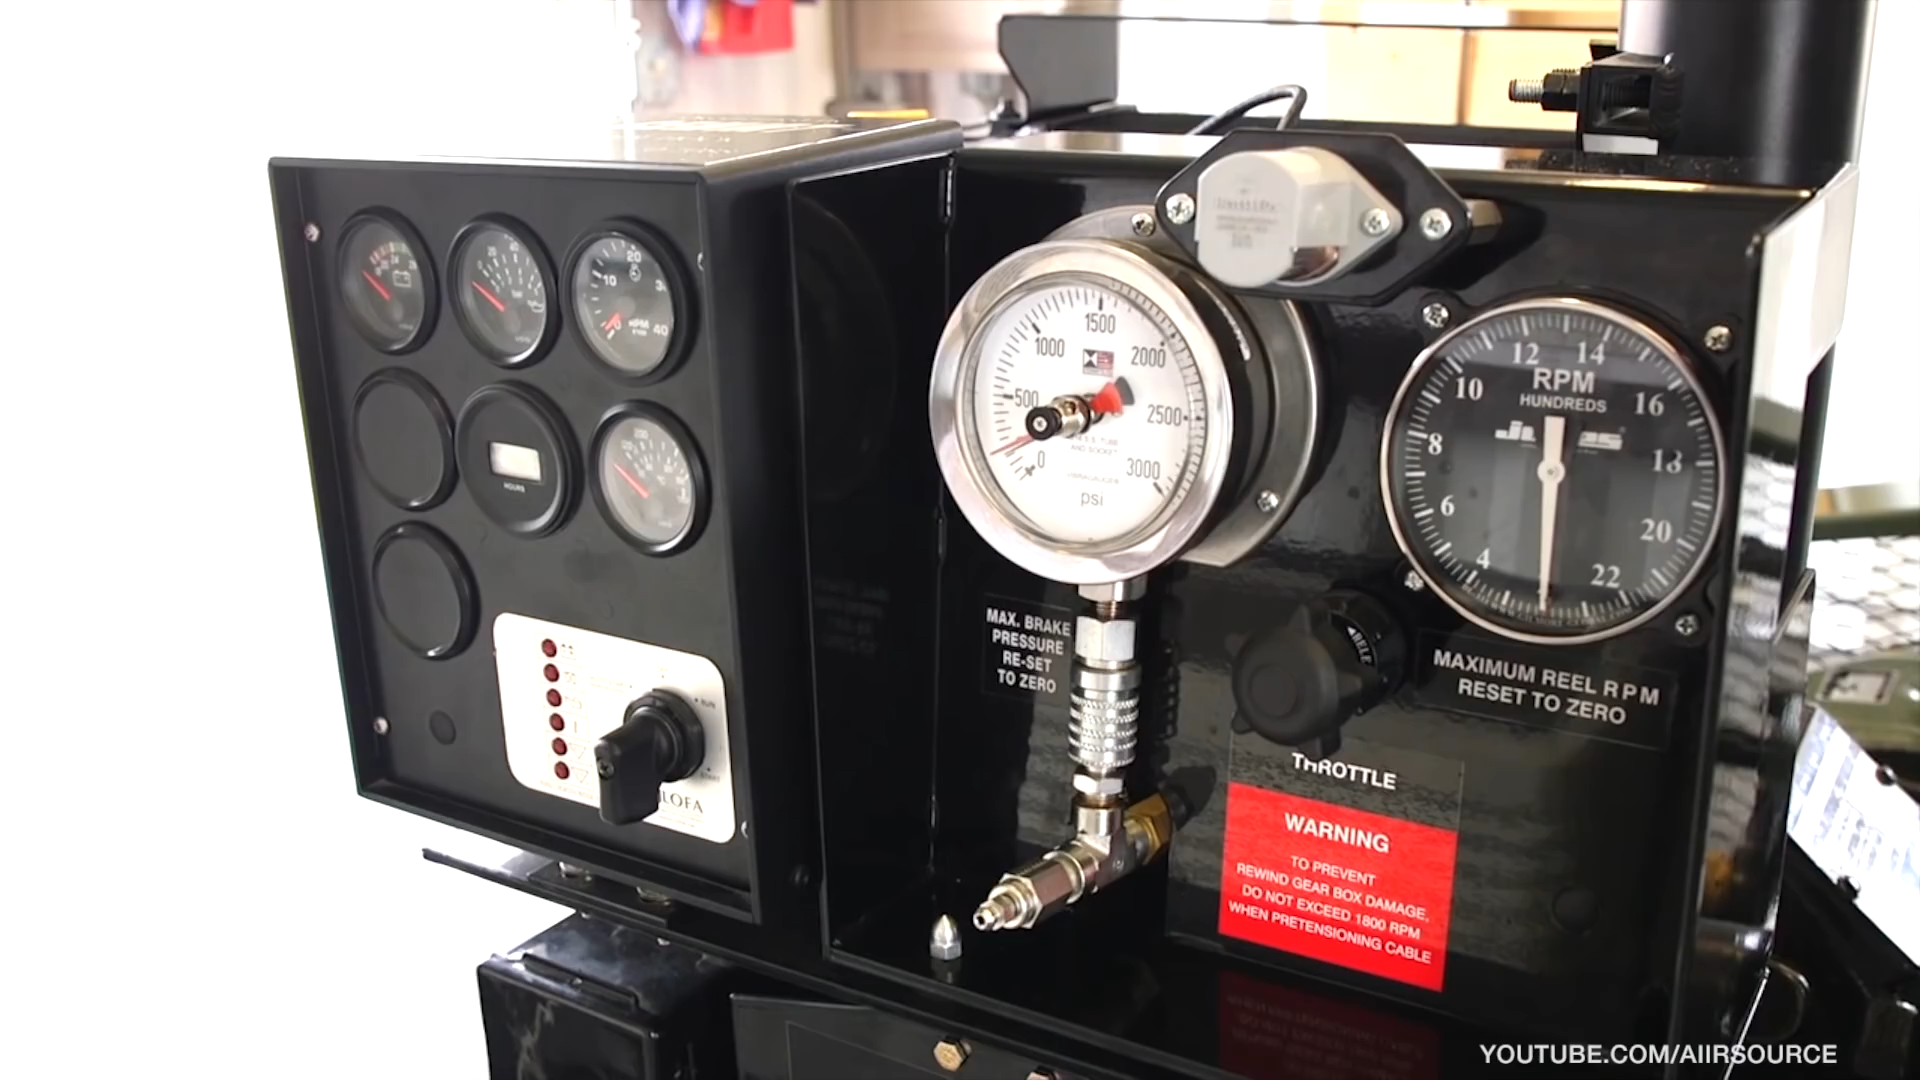 20
10
40
RPM
HOURS
1500
1000
2000
500
2500
0
3000
psi
12 14
RPM
HUNDREDS
10
16
8
18
6
20
4
22
MAX. BRAKE
PRESSURE
RE-SET
TO ZERO
MAXIMUM REEL RPM
RESET TO ZERO
RUN
START
THROTTLE
WARNING
TO PREVENT
REWIND GEAR BOX DAMAGE,
DO NOT EXCEED 1800 RPM
WHEN PRETENSIONING CABLE
YOUTUBE.COM/AIIRSOURCE